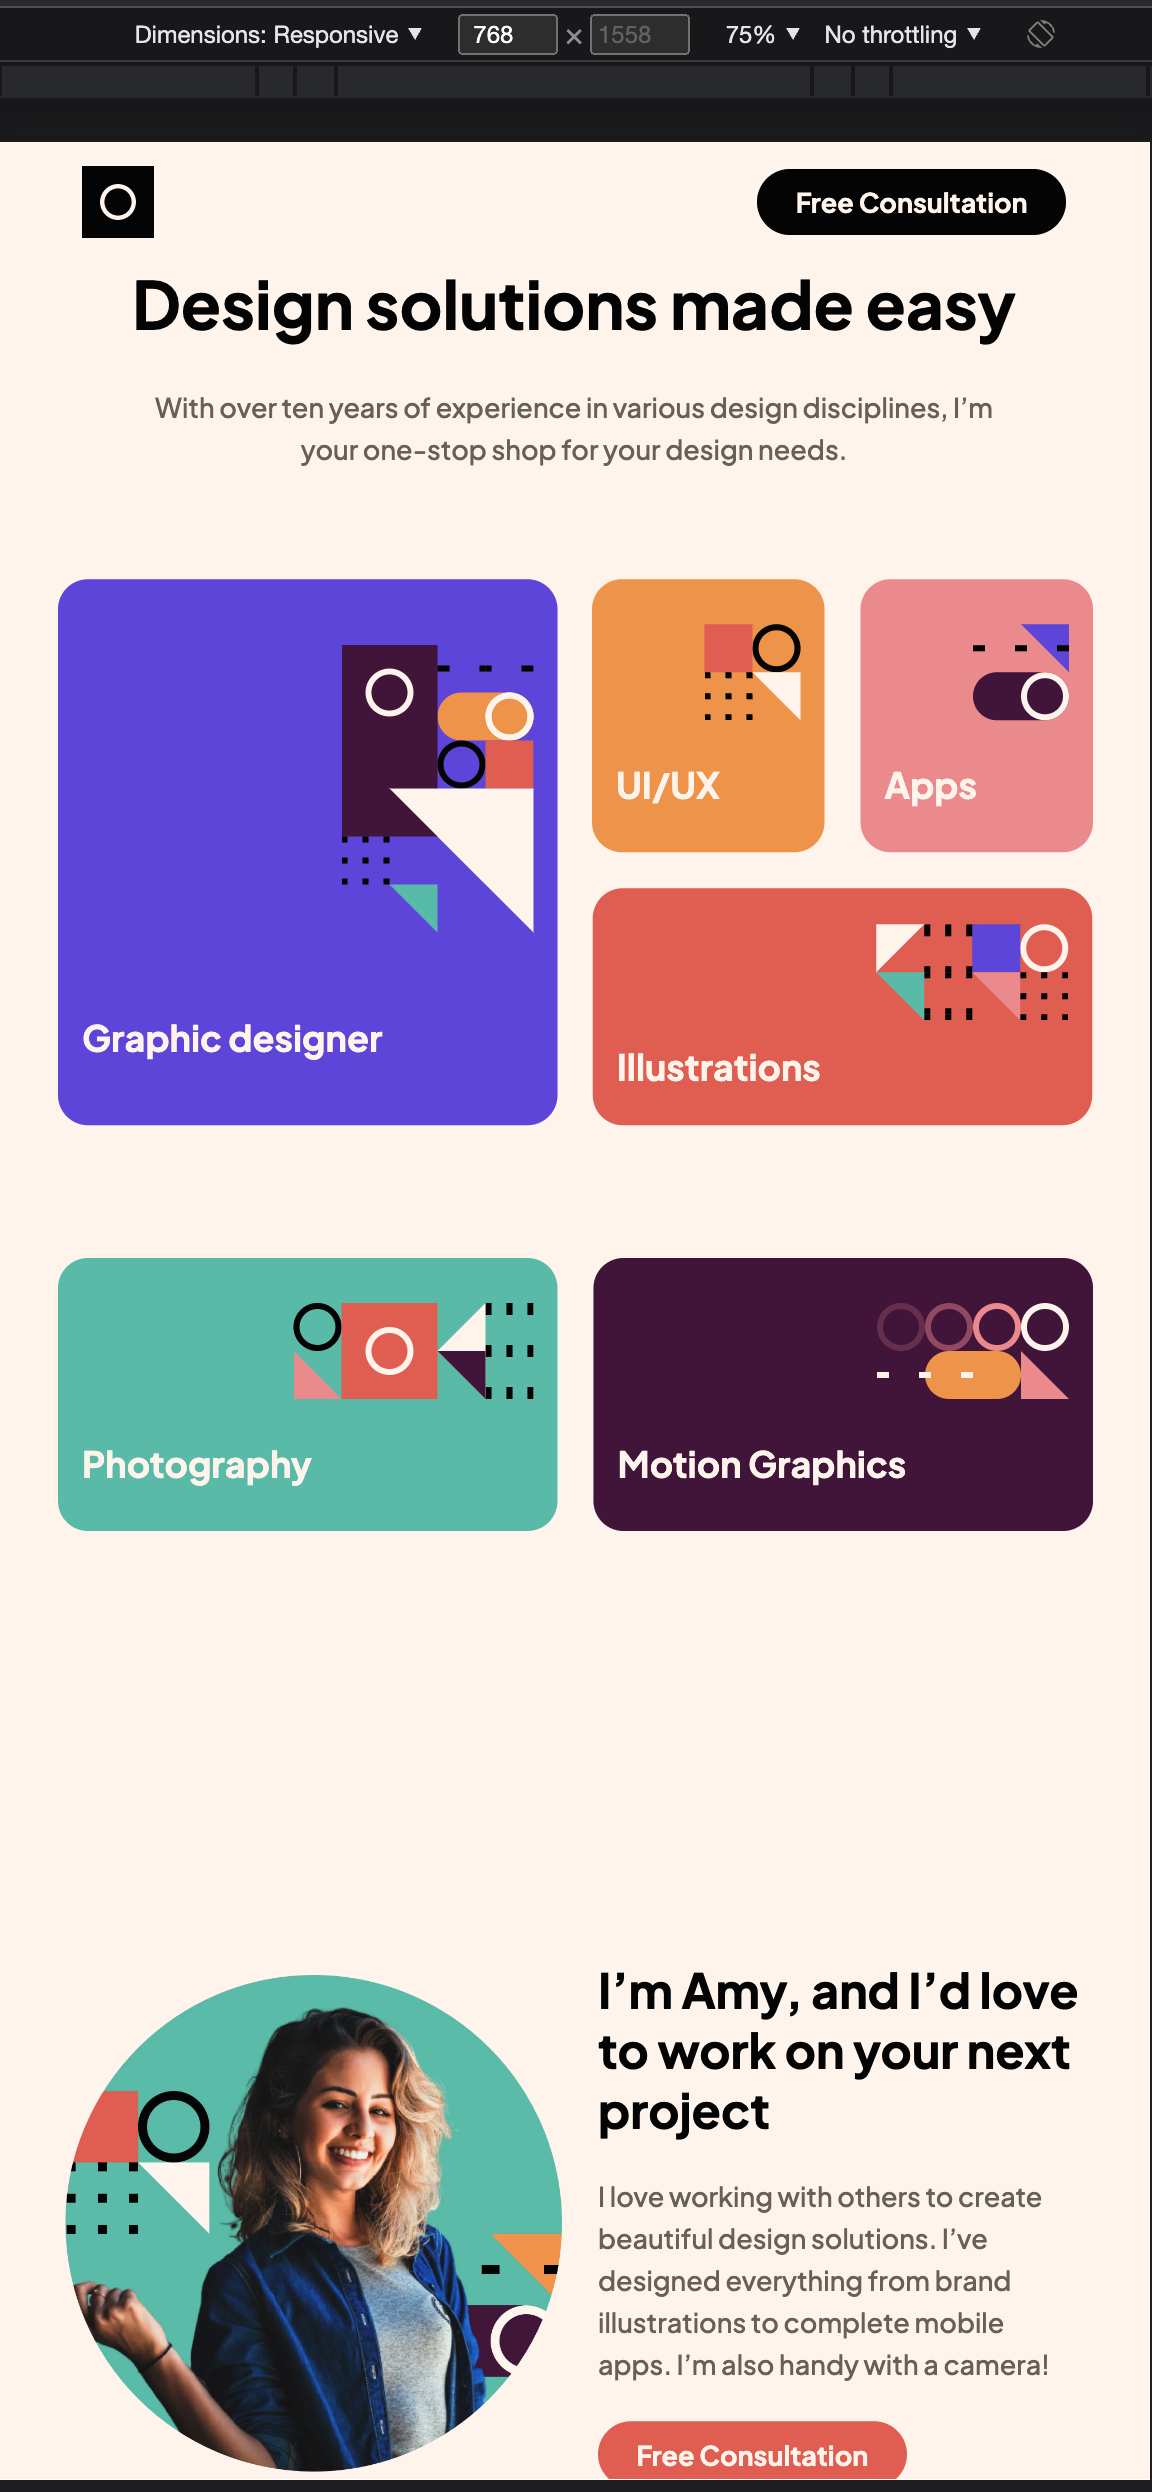 Dimensions: Responsive ▼ 768 × 1558 75% ▼ No throttling ▼
Free Consultation
Design solutions made easy
With over ten years of experience in various design disciplines, I’m
your one-stop shop for your design needs.
UI/UX
Apps
Graphic designer
Illustrations
Photography
Motion Graphics
I’m Amy, and I’d love
to work on your next
project
I love working with others to create
beautiful design solutions. I’ve
designed everything from brand
illustrations to complete mobile
apps. I’m also handy with a camera!
Free Consultation